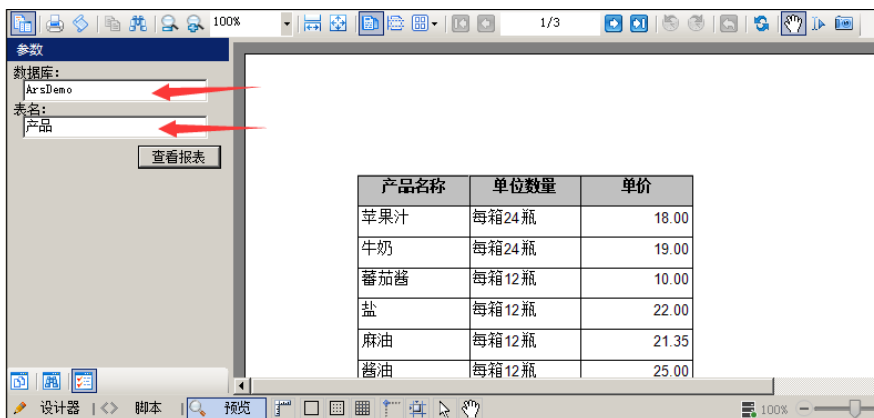 100%
1/3
参数
数据库：
ArsDemo
表名：
产品
查看报表
产品名称 单位数量 单价
苹果汁 每箱24瓶 18.00
牛奶 每箱24瓶 19.00
蕃茄酱 每箱12瓶 10.00
盐 每箱12瓶 22.00
麻油 每箱12瓶 21.35
酱油 每箱12瓶 25.00
设计器 脚本 预览 100%